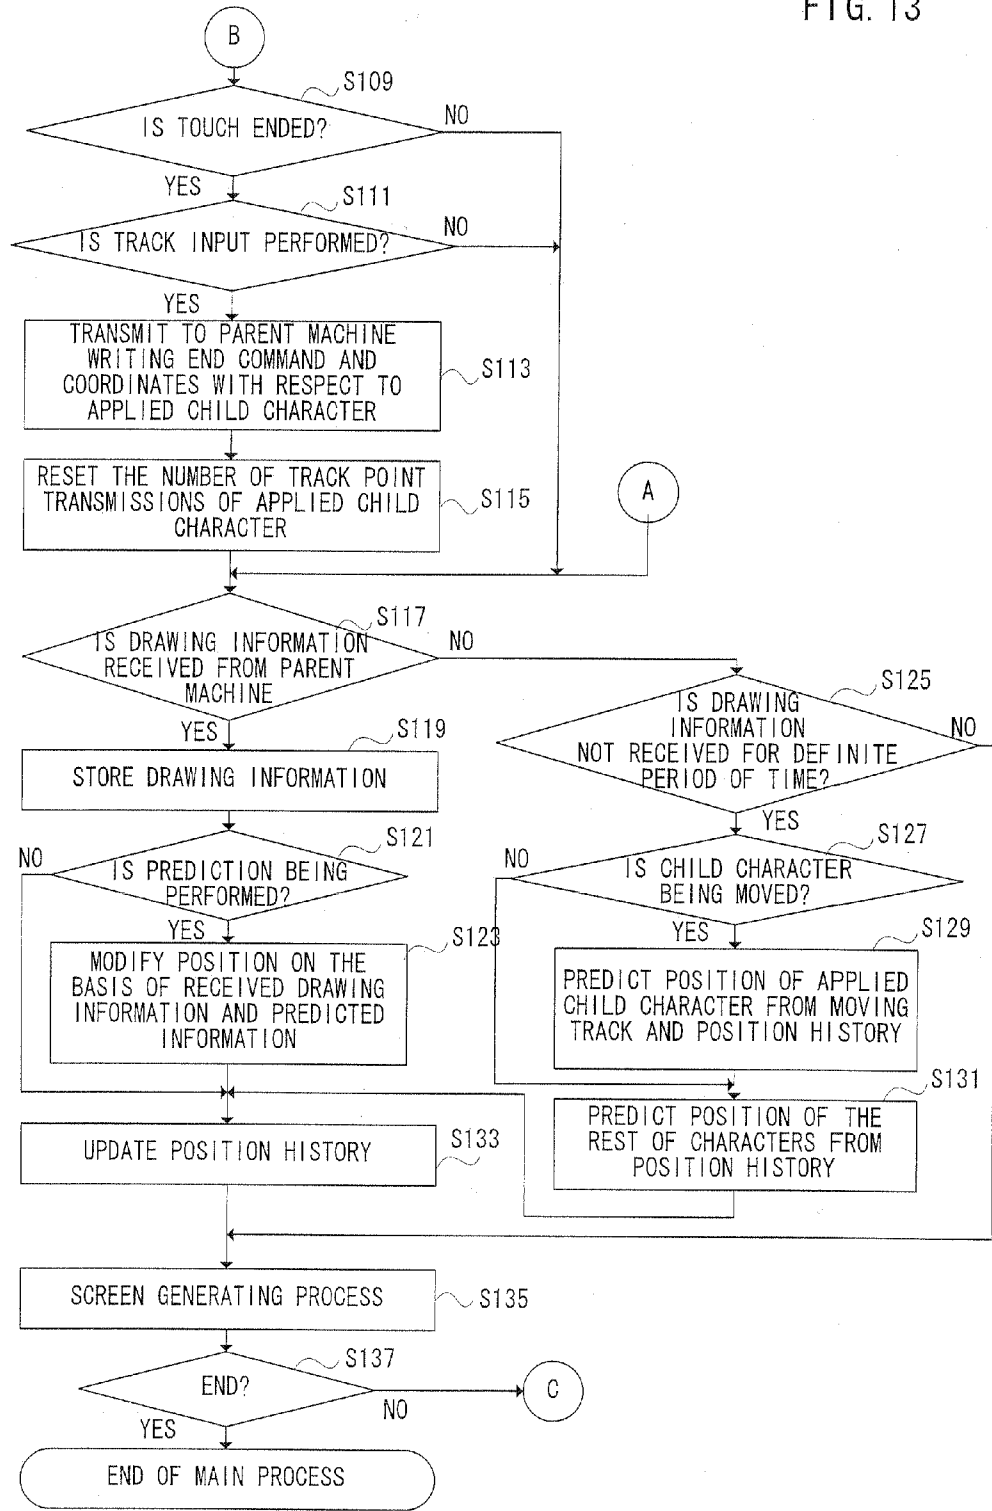 FIG. 13
B
S109
IS TOUCH ENDED?
NO
YES
S111
IS TRACK INPUT PERFORMED?
NO
YES
TRANSMIT TO PARENT MACHINE
WRITING END COMMAND AND
COORDINATES WITH RESPECT TO
APPLIED CHILD CHARACTER
S113
RESET THE NUMBER OF TRACK POINT
TRANSMISSIONS OF APPLIED CHILD
CHARACTER
S115
A
S117
IS DRAWING INFORMATION
RECEIVED FROM PARENT
MACHINE
NO
YES
S119
STORE DRAWING INFORMATION
S121
NO
IS PREDICTION BEING
PERFORMED?
YES
S123
MODIFY POSITION ON THE
BASIS OF RECEIVED DRAWING
INFORMATION AND PREDICTED
INFORMATION
S125
IS DRAWING
INFORMATION
NOT RECEIVED FOR DEFINITE
PERIOD OF TIME?
NO
YES
S127
NO
IS CHILD CHARACTER
BEING MOVED?
YES
S129
PREDICT POSITION OF APPLIED
CHILD CHARACTER FROM MOVING
TRACK AND POSITION HISTORY
S131
PREDICT POSITION OF THE
REST OF CHARACTERS FROM
POSITION HISTORY
UPDATE POSITION HISTORY
S133
SCREEN GENERATING PROCESS
S135
S137
END?
NO
C
YES
END OF MAIN PROCESS